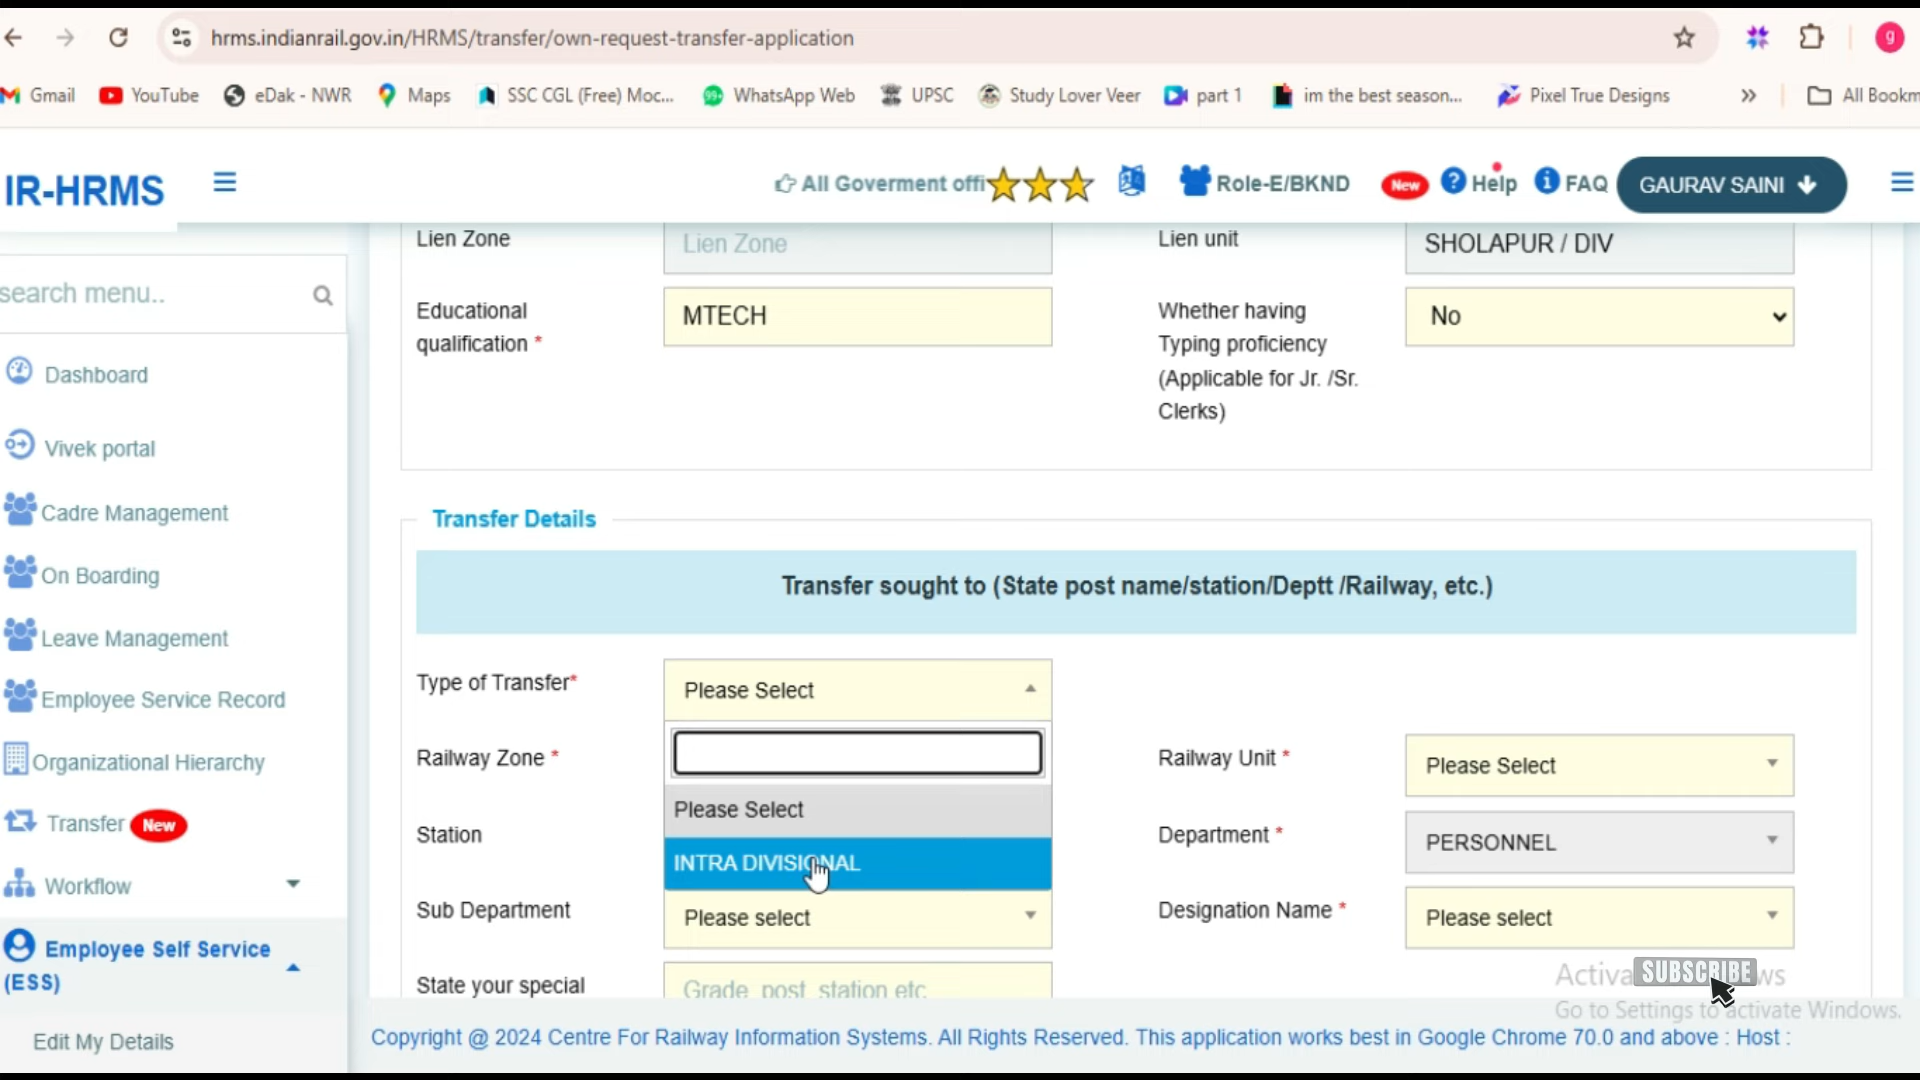 hrms.indianrail.gov.in/HRMS/transfer/own-request-transfer-application
g
Gmail YouTube eDak - NWR Maps SSC CGL (Free) Moc... WhatsApp Web UPSC Study Lover Veer part 1 im the best season... Pixel True Designs » All Bookm
IR-HRMS All Goverment offi Role-E/BKND New Help FAQ GAURAV SAINI
search menu..
Dashboard
Vivek portal
Cadre Management
On Boarding
Leave Management
Employee Service Record
Organizational Hierarchy
Transfer New
Workflow
Employee Self Service
(ESS)
Edit My Details
Lien Zone Lien Zone Lien unit SHOLAPUR / DIV
Educational
qualification * MTECH
Whether having
Typing proficiency
(Applicable for Jr. /Sr.
Clerks)
No
Transfer Details
Transfer sought to (State post name/station/Deptt /Railway, etc.)
Type of Transfer* Please Select
Please Select
INTRA DIVISIONAL
Railway Zone * Railway Unit * Please Select
Station Department * PERSONNEL
Sub Department Please select Designation Name * Please select
State your special Grade, post, station etc
SUBSCRIBE
Go to Settings to activate Windows.
Copyright @ 2024 Centre For Railway Information Systems. All Rights Reserved. This application works best in Google Chrome 70.0 and above : Host :